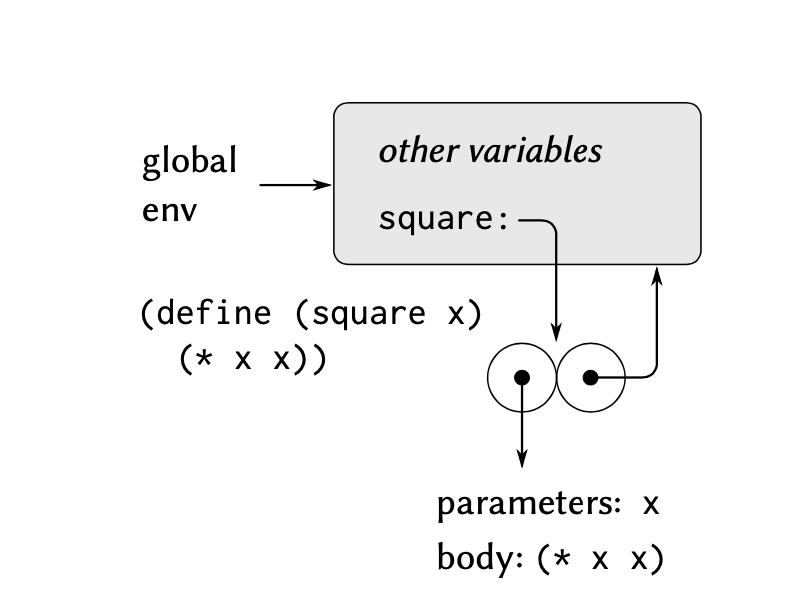 global
env
other variables
square:
(define (square x)
(* x x))
parameters: x
body: (* x x)